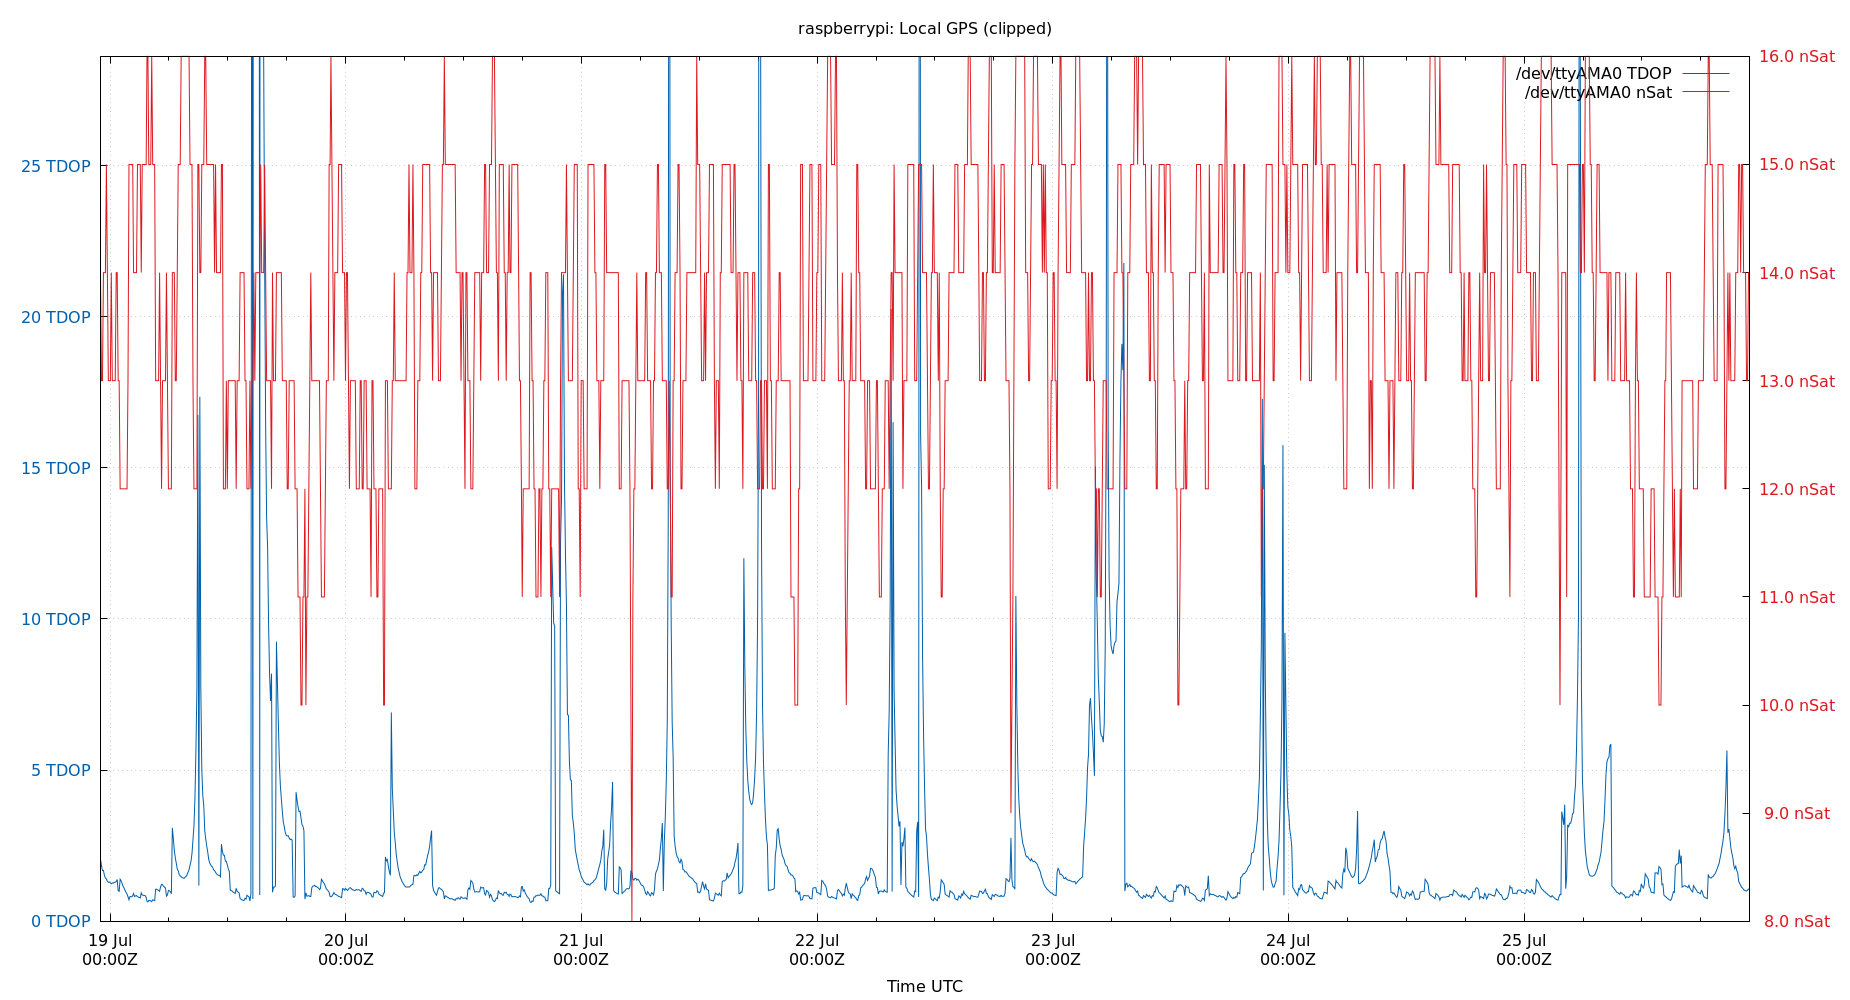 raspberrypi: Local GPS (clipped)
16.0 nSat
/dev/ttyAMA0 TDOP
/dev/ttyAMA0 nSat
25 TDOP
15.0 nSat
14.0 nSat
20 TDOP
13.0 nSat
15 TDOP
12.0 nSat
11.0 nSat
10 TDOP
10.0 nSat
5 TDOP
9.0 nSat
0 TDOP
8.0 nSat
19 Jul 20 Jul 21 Jul 22 Jul 23 Jul 24 Jul 25 Jul
00:00Z 00:00Z 00:00Z 00:00Z 00:00Z 00:00Z 00:00Z
Time UTC